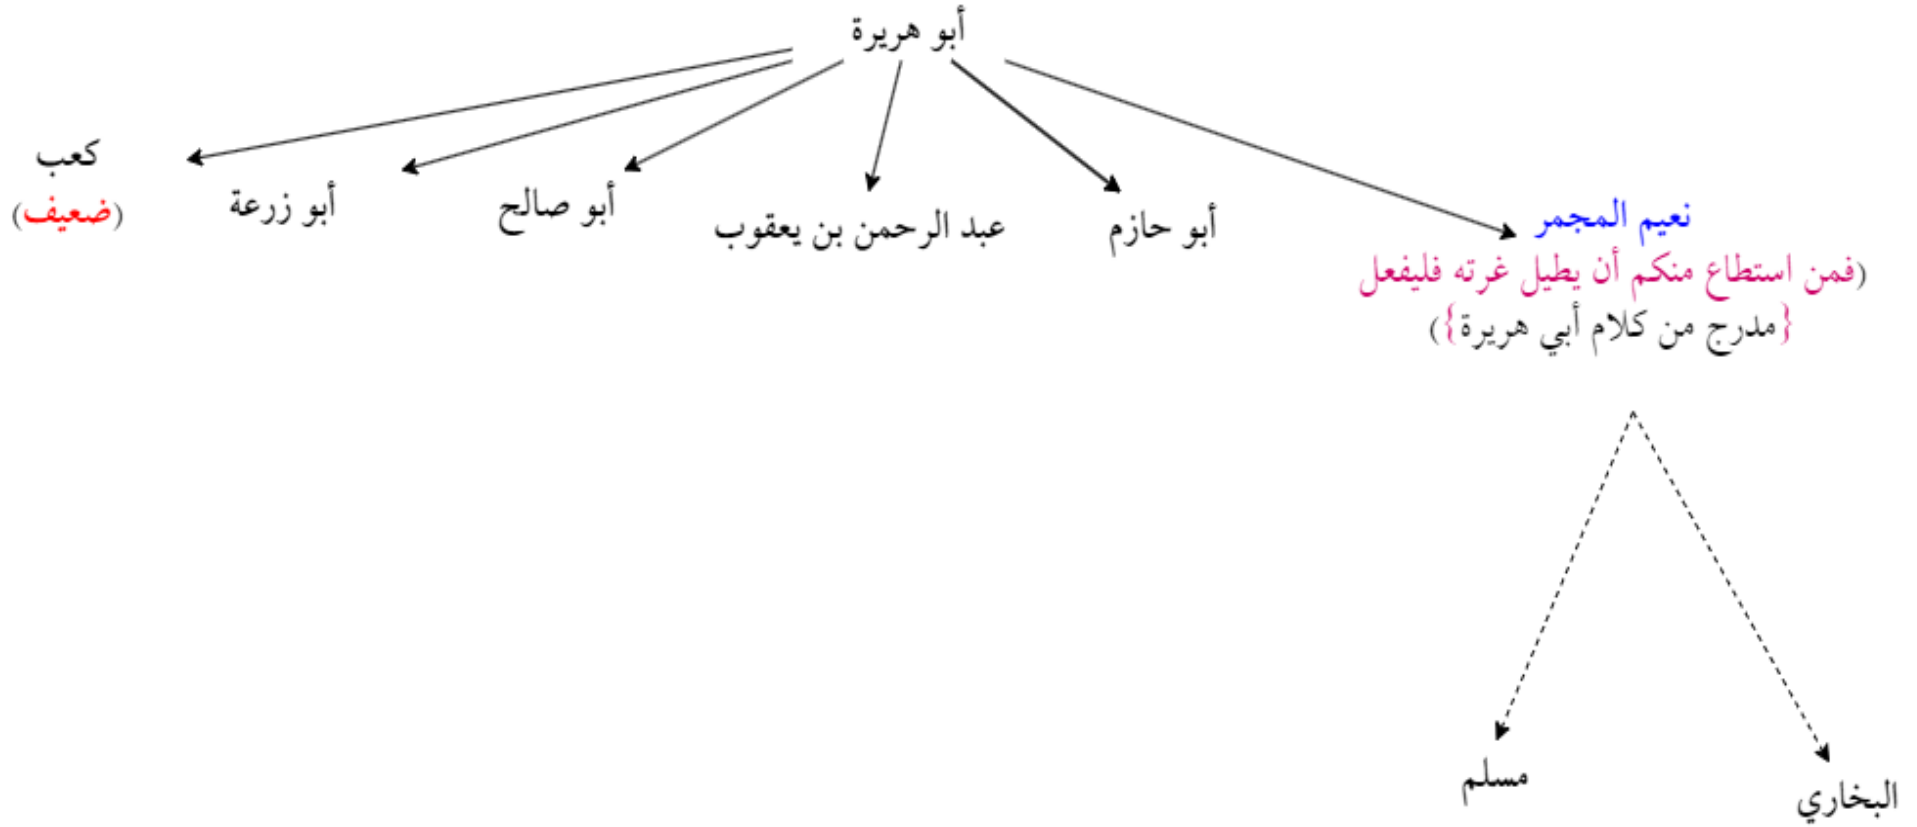 أبو هريرة
نعيم المجمر
(فمن استطاع منكم أن يطيل غرته فليفعل
{مدرج من كلام أبي هريرة})
أبو حازم
عبد الرحمن بن يعقوب
أبو صالح
أبو زرعة
كعب
(ضعيف)
البخاري
مسلم